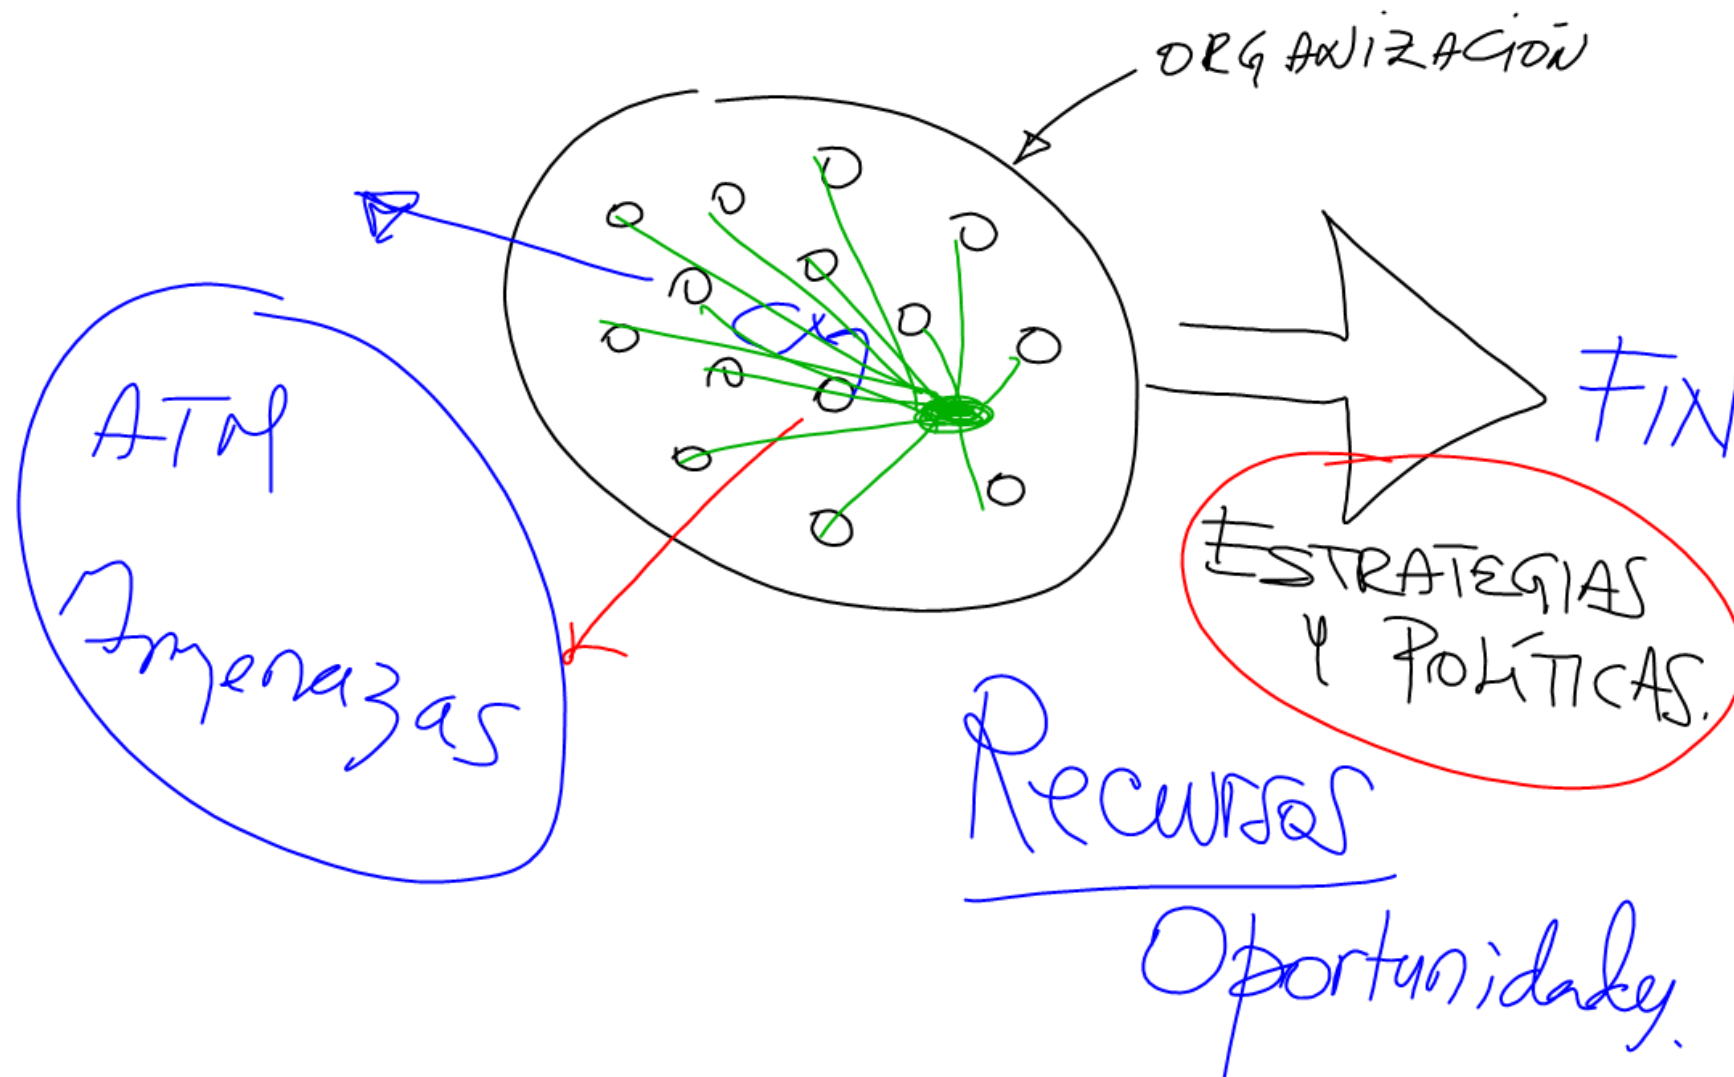 ORGANIZACIÓN
FIN
ATM
Amenazas
ESTRATEGIAS
Y POLÍTICAS.
Recursos
Oportunidades.